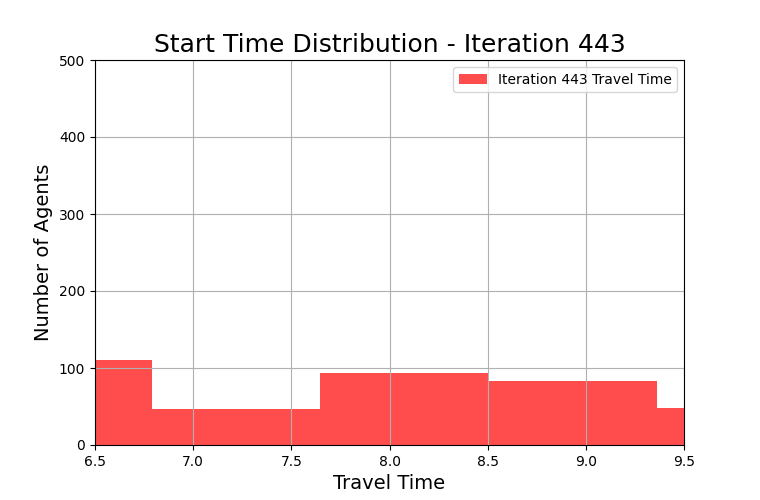 Start Time Distribution - Iteration 443
Iteration 443 Travel Time
Number of Agents
500
400
300
200
100
0
6.5 7.0 7.5 8.0 8.5 9.0 9.5
Travel Time